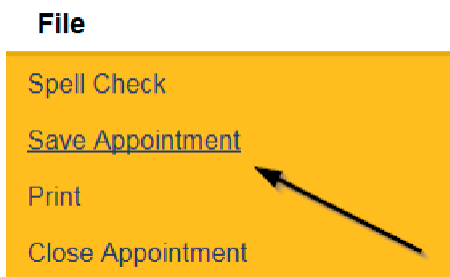 File
Spell Check
Save Appointment
Print
Close Appointment